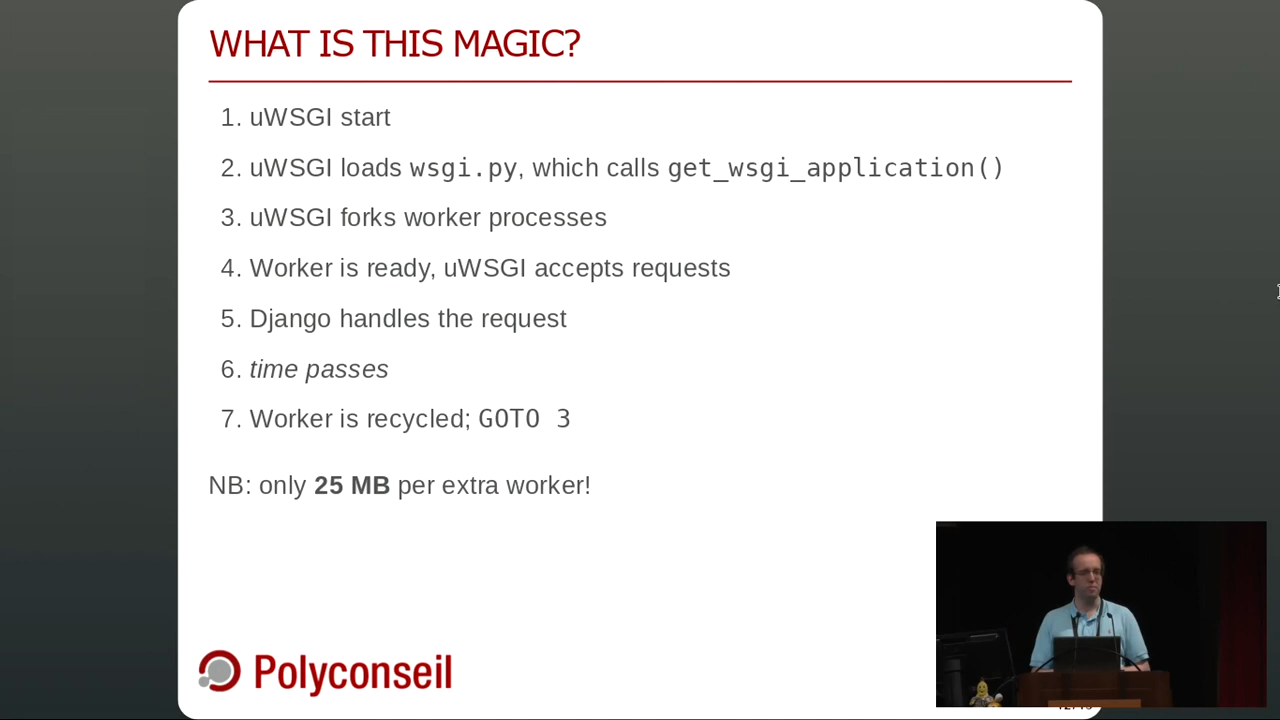 WHAT IS THIS MAGIC?
1. uWSGI start
2. uWSGI loads wsgi.py, which calls get_wsgi_application()
3. uWSGI forks worker processes
4. Worker is ready, uWSGI accepts requests
5. Django handles the request
6. time passes
7. Worker is recycled; GOTO 3
NB: only 25 MB per extra worker!
Polyconseil